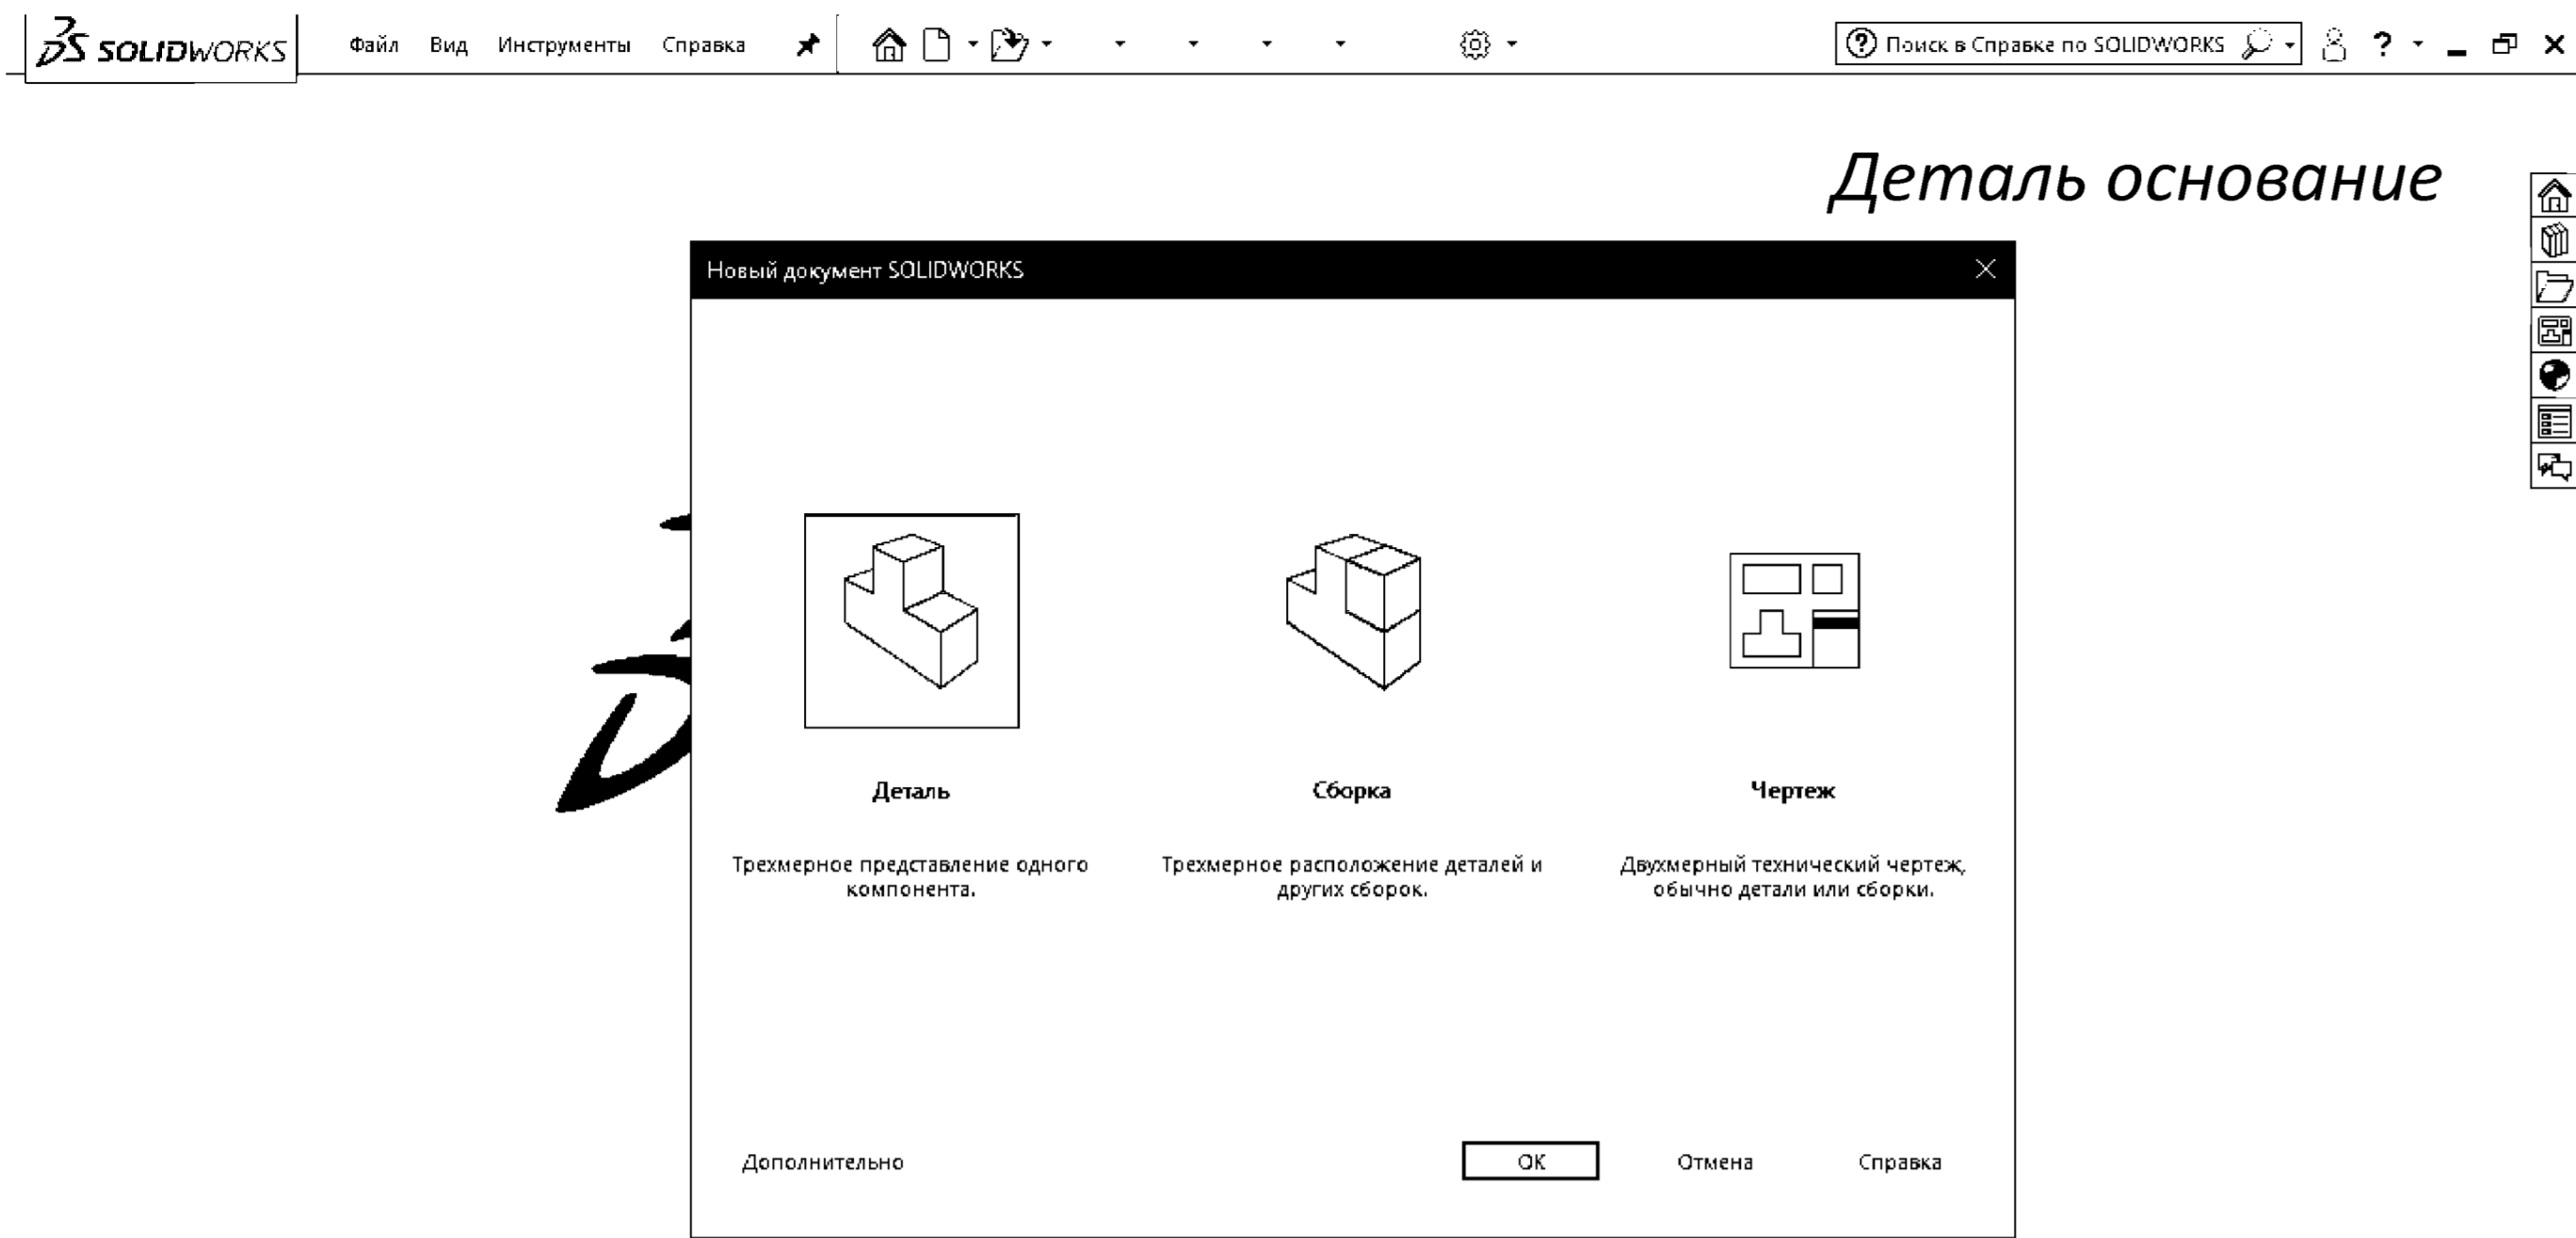 SOLIDWORKS Файл Вид Инструменты Справка Поиск в Справке по SOLIDWORKS ?
Деталь основание
Новый документ SOLIDWORKS
Деталь
Сборка
Чертеж
Трехмерное представление одного
компонента.
Трехмерное расположение деталей и
других сборок.
Двухмерный технический чертеж,
обычно детали или сборки.
Дополнительно
OK
Отмена
Справка